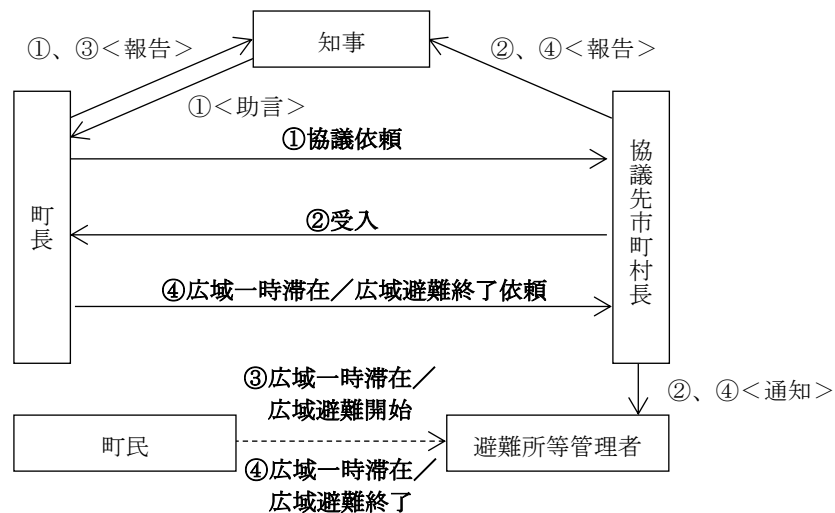 知事
①、③＜報告＞
②、④＜報告＞
①＜助言＞
①協議依頼
町長
協議先市町村長
②受入
④広域一時滞在／広域避難終了依頼
③広域一時滞在／
広域避難開始
②、④＜通知＞
町民
避難所等管理者
④広域一時滞在／
広域避難終了